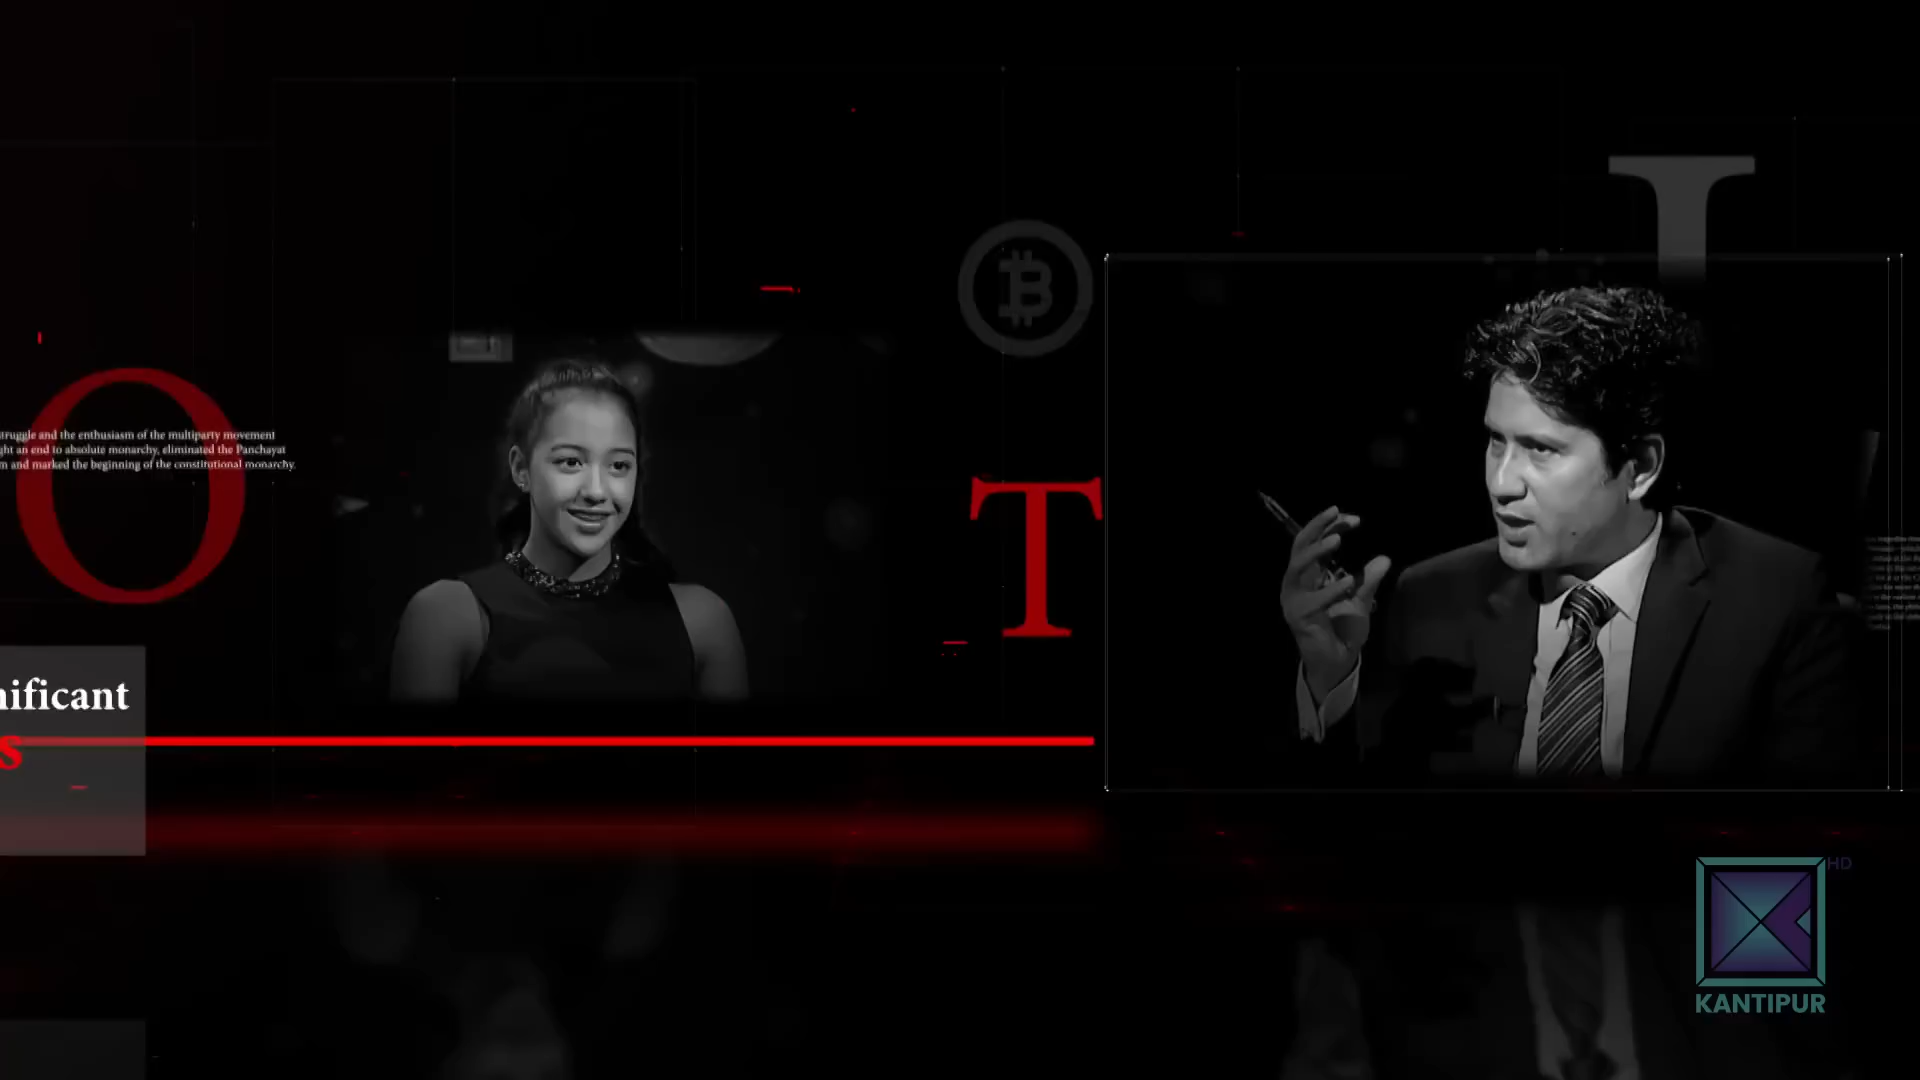 I
O
truggle and the enthusiasm of the multiparty movement
ght an end to absolute monarchy, eliminated the Panchayat
m and marked the beginning of the constitutional monarchy.
T
nificant
s
HD
KANTIPUR